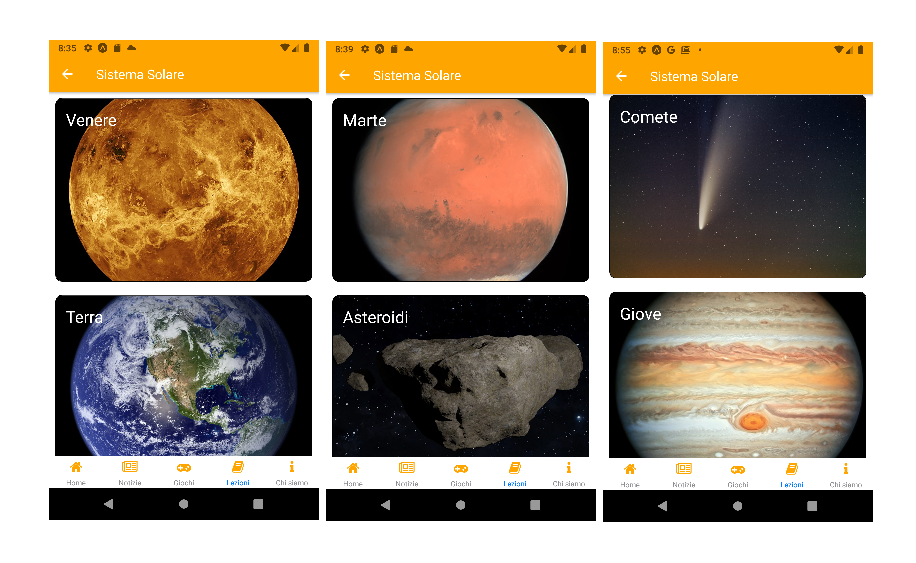 8:35
Sistema Solare
Venere
Terra
Home Notizie Giochi Lezioni Chi siamo
8:39
Sistema Solare
Marte
Asteroidi
Home Notizie Giochi Lezioni Chi siamo
8:55
Sistema Solare
Comete
Giove
Home Notizie Giochi Lezioni Chi siamo